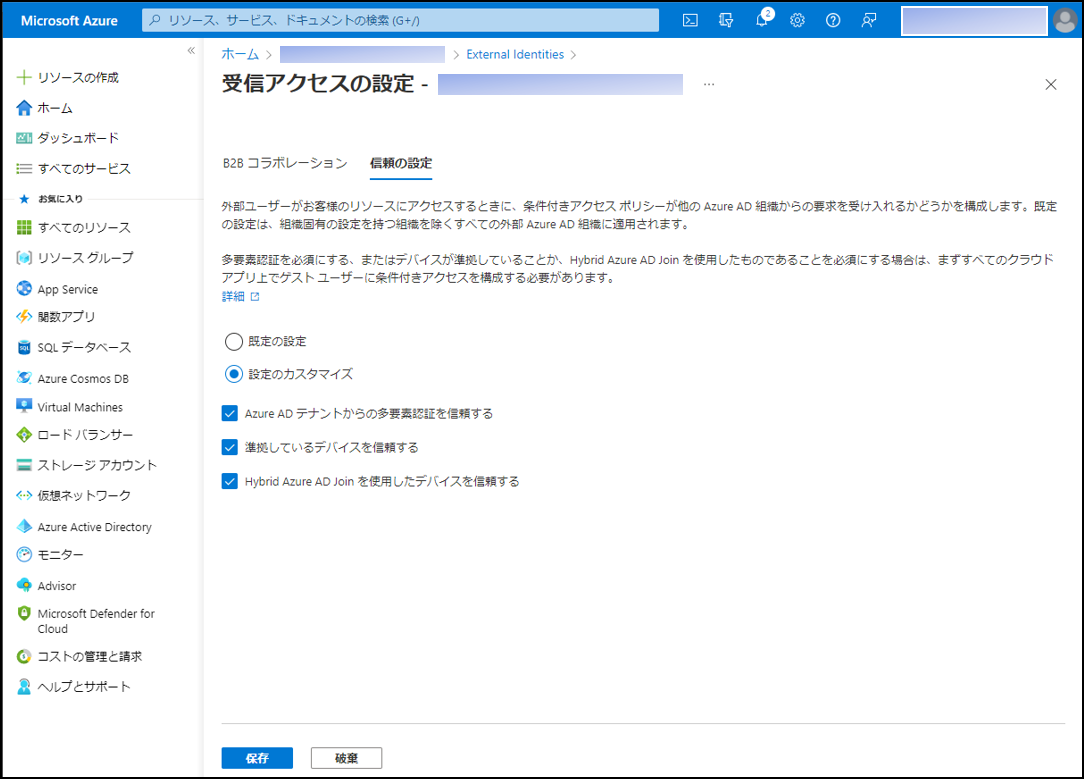 Microsoft Azure
リソース、サービス、ドキュメントの検索 (G+/)
2
«
リソースの作成
ホーム
ダッシュボード
すべてのサービス
お気に入り
すべてのリソース
リソース グループ
App Service
関数アプリ
SQL データベース
Azure Cosmos DB
Virtual Machines
ロード バランサー
ストレージ アカウント
仮想ネットワーク
Azure Active Directory
モニター
Advisor
Microsoft Defender for
Cloud
コストの管理と請求
ヘルプとサポート
ホーム > > External Identities >
受信アクセスの設定 - ...
B2B コラボレーション 信頼の設定
外部ユーザーがお客様のリソースにアクセスするときに、条件付きアクセス ポリシーが他の Azure AD 組織からの要求を受け入れるかどうかを構成します。既定
の設定は、組織固有の設定を持つ組織を除くすべての外部 Azure AD 組織に適用されます。
多要素認証を必須にする、またはデバイスが準拠していることか、Hybrid Azure AD Join を使用したものであることを必須にする場合は、まずすべてのクラウド
アプリ上でゲスト ユーザーに条件付きアクセスを構成する必要があります。
詳細
既定の設定
設定のカスタマイズ
Azure AD テナントからの多要素認証を信頼する
準拠しているデバイスを信頼する
Hybrid Azure AD Join を使用したデバイスを信頼する
保存 破棄